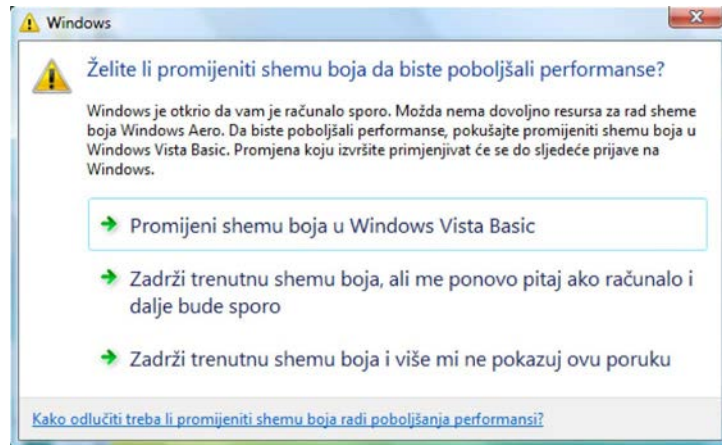 Windows
Želite li promijeniti shemu boja da biste poboljšali performanse?
Windows je otkrio da vam je računalo sporo. Možda nema dovoljno resursa za rad sheme
boja Windows Aero. Da biste poboljšali performanse, pokušajte promijeniti shemu boja u
Windows Vista Basic. Promjena koju izvršite primjenjivat će se do sljedeće prijave na
Windows.
Promijeni shemu boja u Windows Vista Basic
Zadrži trenutnu shemu boja, ali me ponovo pitaj ako računalo i
dalje bude sporo
Zadrži trenutnu shemu boja i više mi ne pokazuj ovu poruku
Kako odlučiti treba li promijeniti shemu boja radi poboljšanja performansi?